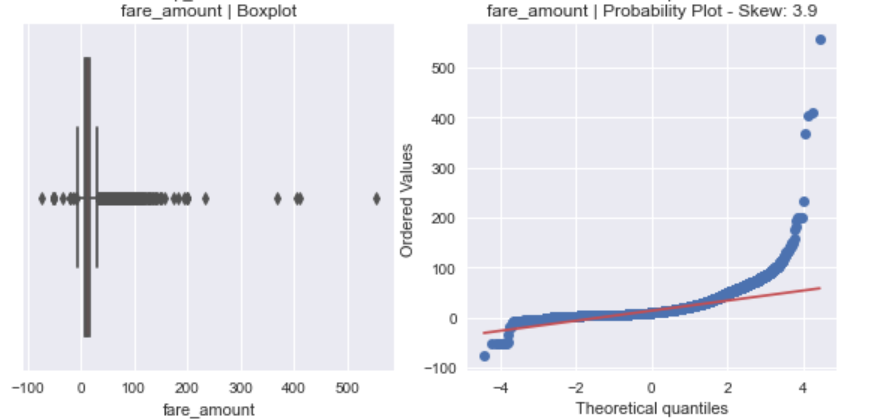 fare_amount | Boxplot
−100 0 100 200 300 400 500
fare_amount
fare_amount | Probability Plot - Skew: 3.9
Ordered Values
500
400
300
200
100
0
−100
−4 −2 0 2 4
Theoretical quantiles